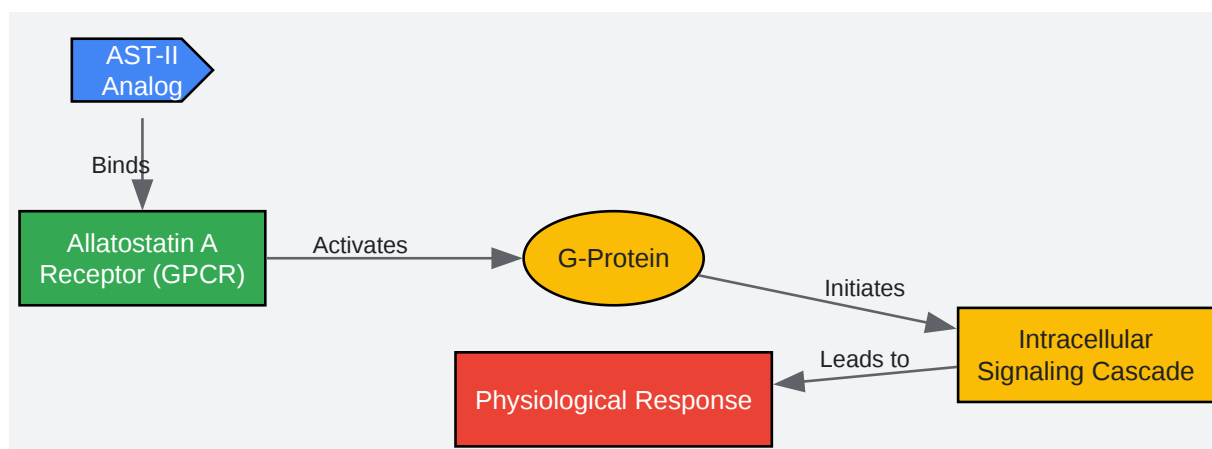 AST-II
Analog
Binds
Allatostatin A
Receptor (GPCR)
Activates
G-Protein
Initiates
Intracellular
Signaling Cascade
Leads to
Physiological Response